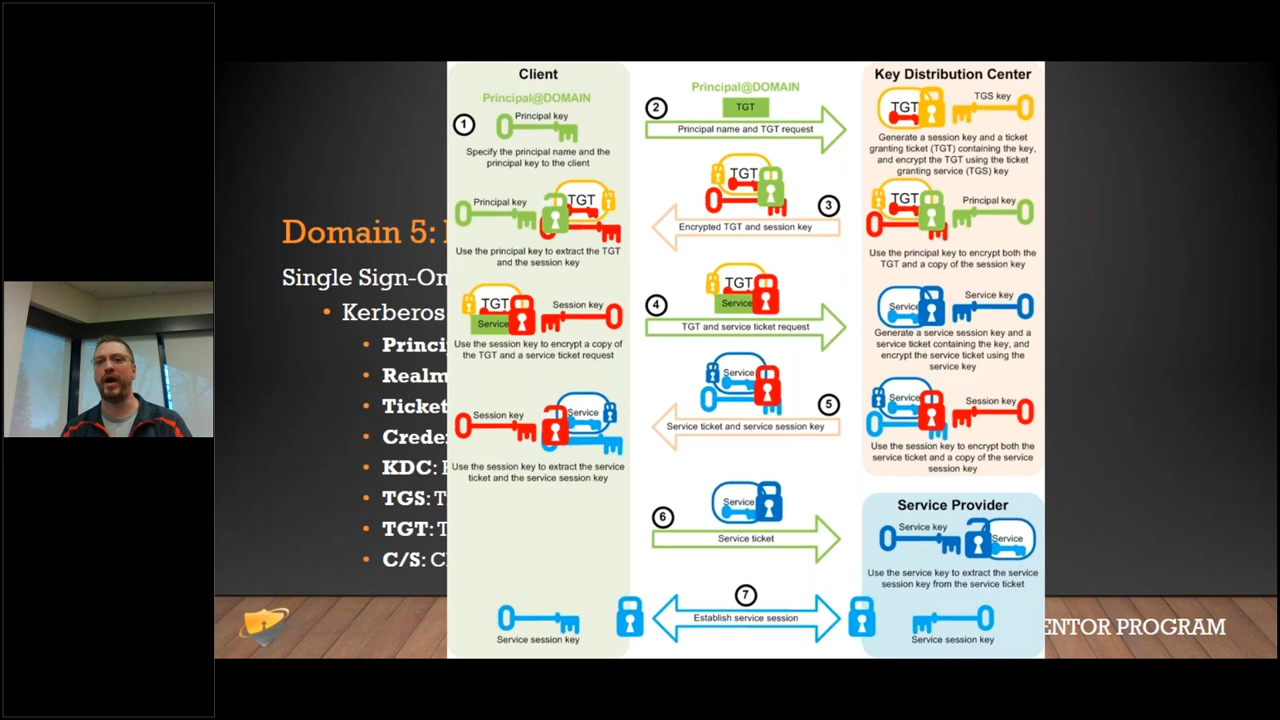 Domain 5:
Single Sign-On
Kerberos
Princi
Realm
Ticket
Crede
KDC:
TGS: T
TGT: T
C/S: C
ENTOR PROGRAM
Client
Principal@DOMAIN
1
Principal key
Specify the principal name and the
principal key to the client
Principal key
TGT
Use the principal key to extract the TGT
and the session key
TGT
Service
Session key
Use the session key to encrypt a copy of
the TGT and a service ticket request
Session key
Service
Use the session key to extract the service
ticket and the service session key
Service session key
Principal@DOMAIN
2
TGT
Principal name and TGT request
TGT
3
Encrypted TGT and session key
TGT
Service
4
TGT and service ticket request
Service
5
Service ticket and service session key
Service
6
Service ticket
7
Establish service session
Key Distribution Center
TGT
TGS key
Generate a session key and a ticket
granting ticket (TGT) containing the key,
and encrypt the TGT using the ticket
granting service (TGS) key
TGT
Principal key
Use the principal key to encrypt both the
TGT and a copy of the session key
Service
Service key
Generate a service session key and a
service ticket containing the key, and
encrypt the service ticket using the
service key
Service
Session key
Use the session key to encrypt both the
service ticket and a copy of the service
session key
Service Provider
Service key
Service
Use the service key to extract the service
session key from the service ticket
Service session key